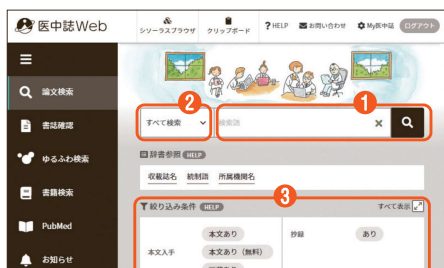 医中誌Web
シソーラスブラウザ
クリップボード
? HELP
お問い合わせ
My医中誌
ログアウト
論文検索
書誌確認
ゆるふわ検索
書籍検索
PubMed
お知らせ
2
1
すべて検索
検索語
辞書参照 HELP
収載誌名 統制語 所属機関名
3
絞り込み条件 HELP
すべて表示
本文入手
本文あり
本文あり（無料）
抄録
あり